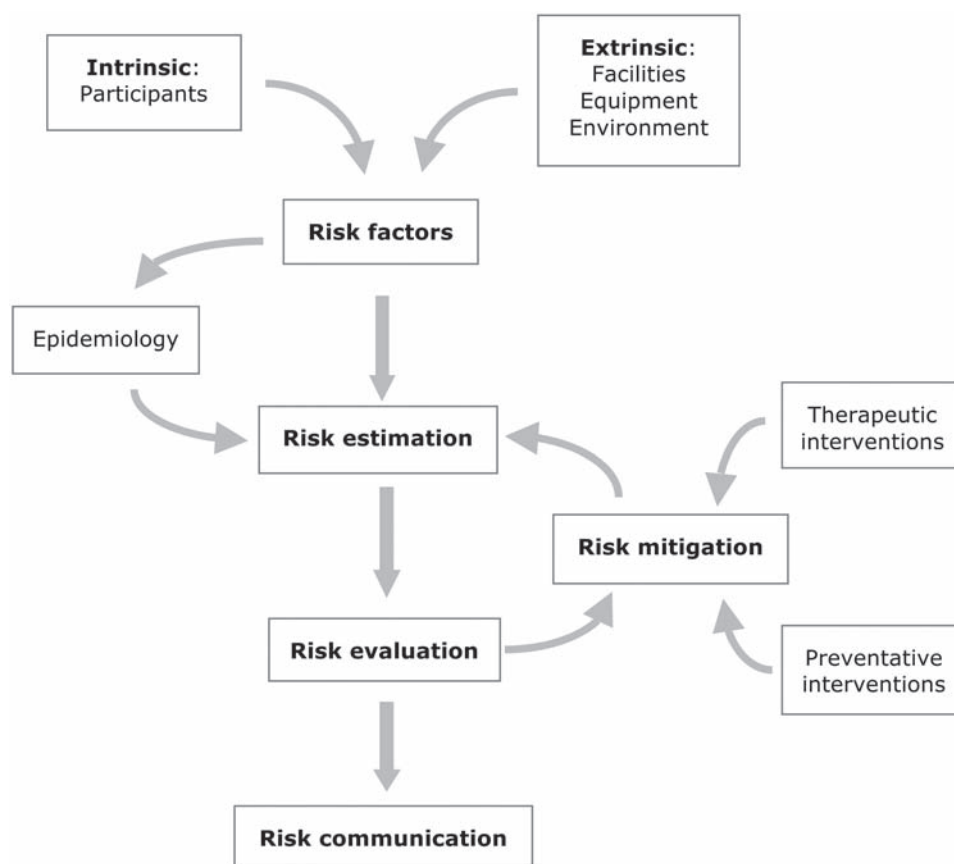 Intrinsic:
Participants
Extrinsic:
Facilities
Equipment
Environment
Risk factors
Epidemiology
Risk estimation
Therapeutic
interventions
Risk mitigation
Risk evaluation
Preventative
interventions
Risk communication